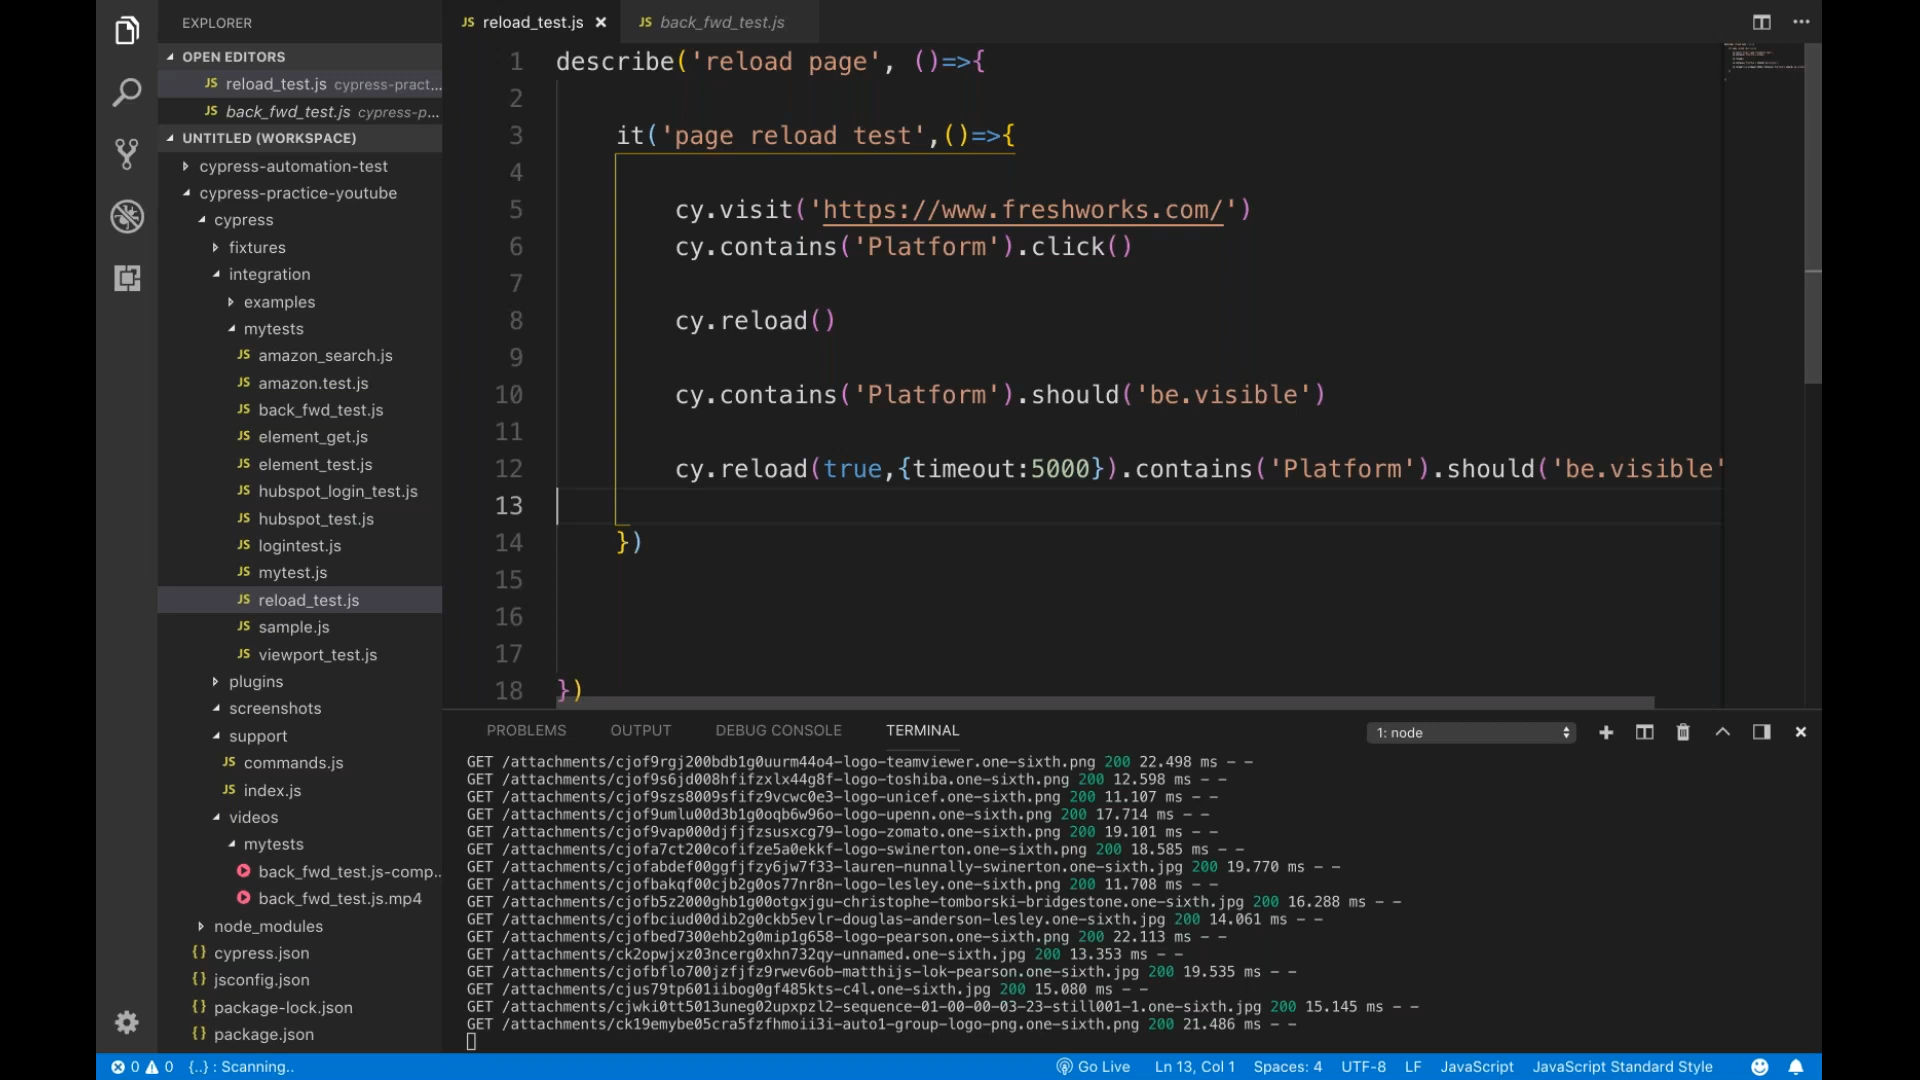 EXPLORER
OPEN EDITORS
JS reload_test.js cypress-pract...
JS back_fwd_test.js cypress-p...
UNTITLED (WORKSPACE)
cypress-automation-test
cypress-practice-youtube
cypress
fixtures
integration
examples
mytests
JS amazon_search.js
JS amazon.test.js
JS back_fwd_test.js
JS element_get.js
JS element_test.js
JS hubspot_login_test.js
JS hubspot_test.js
JS logintest.js
JS mytest.js
JS reload_test.js
JS sample.js
JS viewport_test.js
plugins
screenshots
support
JS commands.js
JS index.js
videos
mytests
back_fwd_test.js-comp...
back_fwd_test.js.mp4
node_modules
{} cypress.json
{} jsconfig.json
{} package-lock.json
{} package.json
JS reload_test.js × JS back_fwd_test.js
1 describe('reload page', ()=>{
2
3 it('page reload test',()=>{
4
5 cy.visit('https://www.freshworks.com/')
6 cy.contains('Platform').click()
7
8 cy.reload()
9
10 cy.contains('Platform').should('be.visible')
11
12 cy.reload(true,{timeout:5000}).contains('Platform').should('be.visible'
13
14 })
15
16
17
18 })
PROBLEMS OUTPUT DEBUG CONSOLE TERMINAL 1: node
GET /attachments/cjof9rgj200bdb1g0uurm44o4-logo-teamviewer.one-sixth.png 200 22.498 ms - -
GET /attachments/cjof9s6jd008hfifzxlx44g8f-logo-toshiba.one-sixth.png 200 12.598 ms - -
GET /attachments/cjof9szs8009sfifz9vcwc0e3-logo-unicef.one-sixth.png 200 11.107 ms - -
GET /attachments/cjof9umlu00d3b1g0oqb6w96o-logo-upenn.one-sixth.png 200 17.714 ms - -
GET /attachments/cjof9vap000djfjfzsusxcg79-logo-zomato.one-sixth.png 200 19.101 ms - -
GET /attachments/cjofa7ct200cofifze5a0ekkf-logo-swinerton.one-sixth.png 200 18.585 ms - -
GET /attachments/cjofabdef00ggfjfzy6jw7f33-lauren-nunnally-swinerton.one-sixth.jpg 200 19.770 ms - -
GET /attachments/cjofbakqf00cjb2g0os77nr8n-logo-lesley.one-sixth.png 200 11.708 ms - -
GET /attachments/cjofb5z2000ghb1g00otgxjgu-christophe-tomborski-bridgestone.one-sixth.jpg 200 16.288 ms - -
GET /attachments/cjofbciud00dib2g0ckb5evlr-douglas-anderson-lesley.one-sixth.jpg 200 14.061 ms - -
GET /attachments/cjofbed7300ehb2g0mip1g658-logo-pearson.one-sixth.png 200 22.113 ms - -
GET /attachments/ck2opwjxz03ncerg0xhn732qy-unnamed.one-sixth.jpg 200 13.353 ms - -
GET /attachments/cjofbflo700jzfjfz9rwev6ob-matthijs-lok-pearson.one-sixth.jpg 200 19.535 ms - -
GET /attachments/cjus79tp601iibog0gf485kts-c4l.one-sixth.jpg 200 15.080 ms - -
GET /attachments/cjwki0tt5013uneg02upxpzl2-sequence-01-00-00-03-23-still001-1.one-sixth.jpg 200 15.145 ms - -
GET /attachments/ck19emybe05cra5fzfhmoii3i-auto1-group-logo-png.one-sixth.png 200 21.486 ms - -
0 0 {..} : Scanning.. Go Live Ln 13, Col 1 Spaces: 4 UTF-8 LF JavaScript JavaScript Standard Style